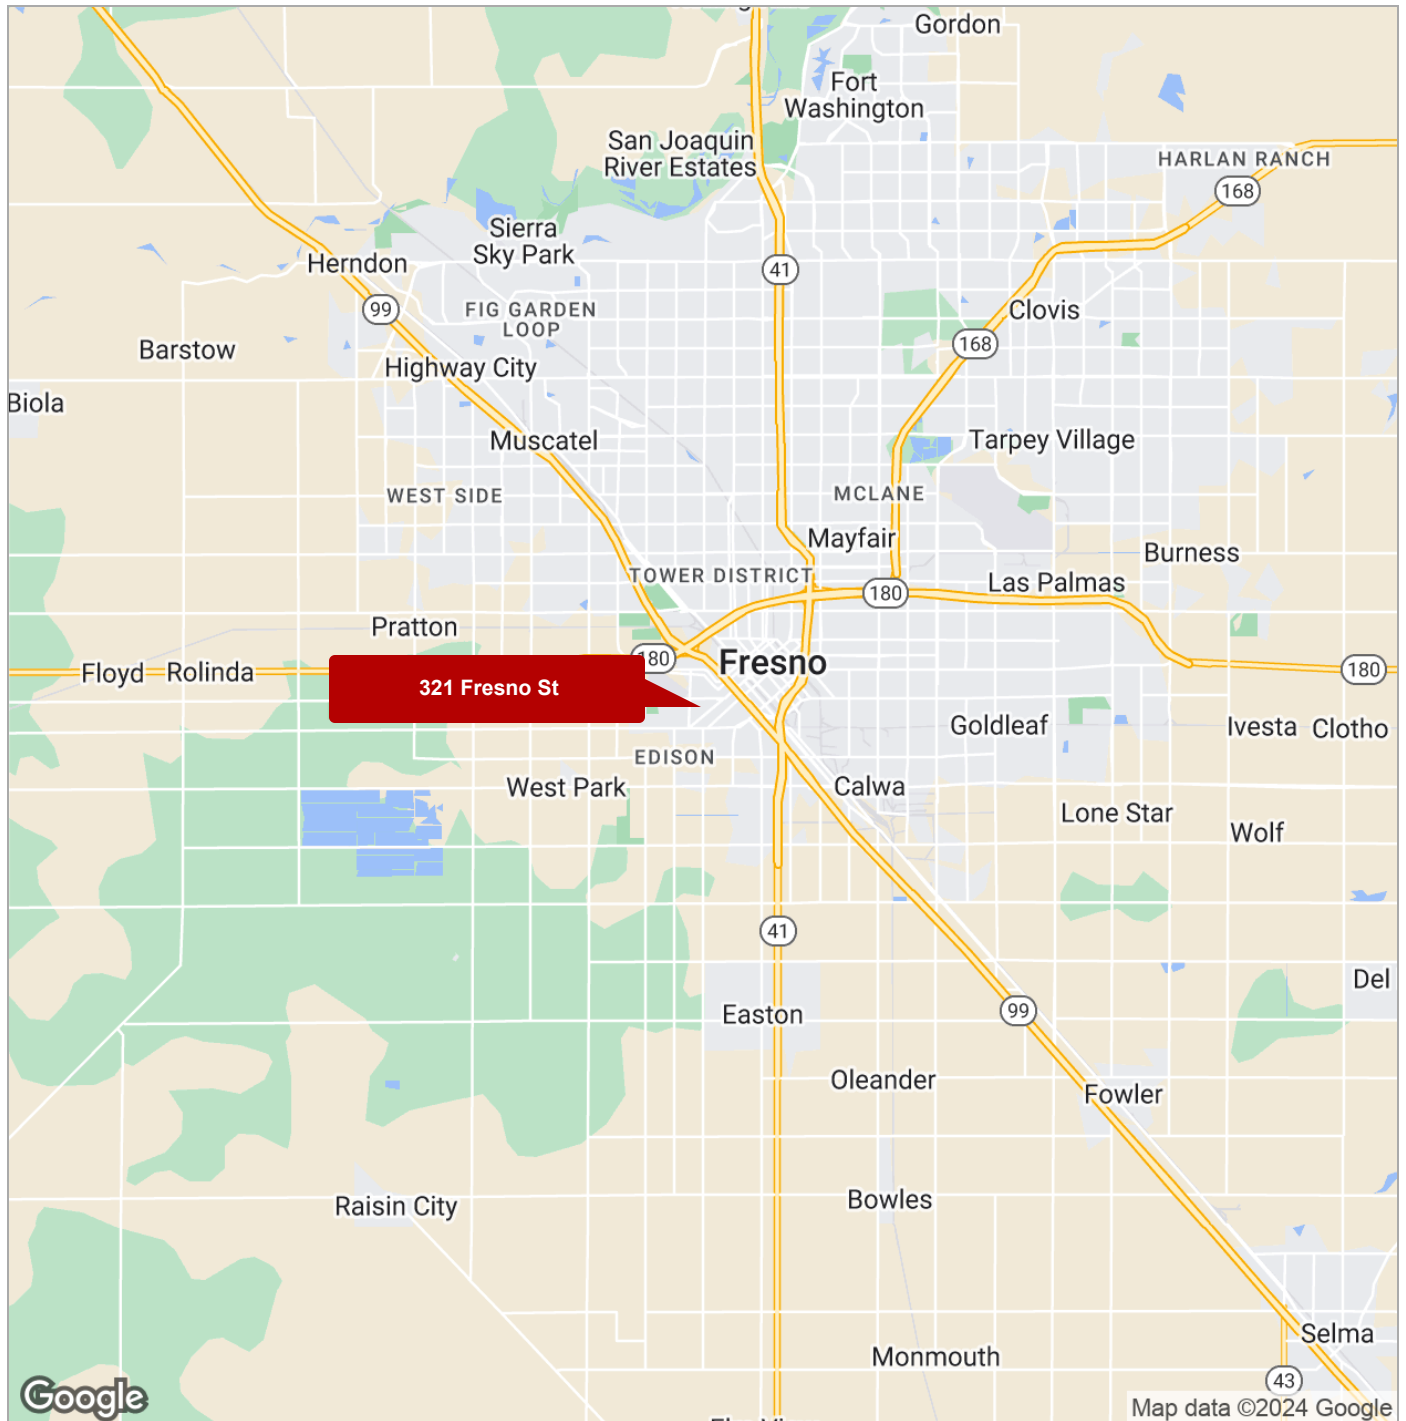 Gordon
Fort
Washington
San Joaquin
River Estates
HARLAN RANCH
168
Sierra
Sky Park
Herndon
41
99
FIG GARDEN
LOOP
Clovis
168
Barstow
Highway City
Biola
Muscatel
Tarpey Village
WEST SIDE
MCLANE
Mayfair
Burness
TOWER DISTRICT
Las Palmas
180
Pratton
180
Fresno
Floyd
Rolinda
180
321 Fresno St
Goldleaf
Ivesta
Clotho
EDISON
West Park
Calwa
Lone Star
Wolf
41
Del
Easton
99
Oleander
Fowler
Raisin City
Bowles
Selma
Monmouth
43
Google
Map data ©2024 Google